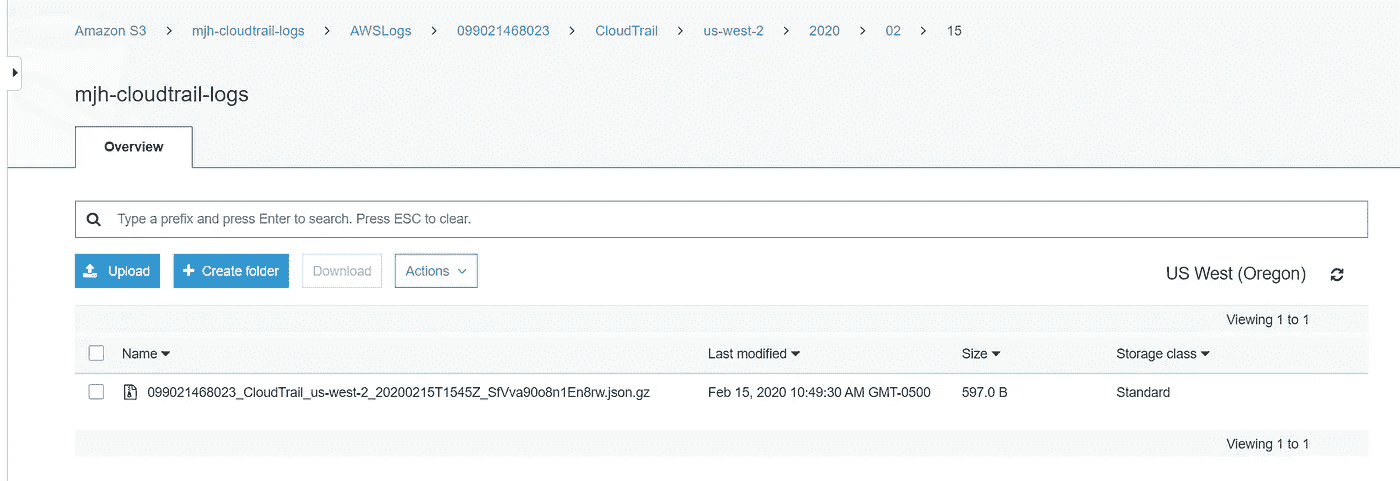 Amazon S3 > mjh-cloudtrail-logs > AWSLogs > 099021468023 > CloudTrail > us-west-2 > 2020 > 02 > 15
mjh-cloudtrail-logs
Overview
Type a prefix and press Enter to search. Press ESC to clear.
Upload + Create folder Download Actions US West (Oregon)
Viewing 1 to 1
Name Last modified Size Storage class
099021468023_CloudTrail_us-west-2_20200215T1545Z_SfVva90o8n1En8rw.json.gz Feb 15, 2020 10:49:30 AM GMT-0500 597.0 B Standard
Viewing 1 to 1